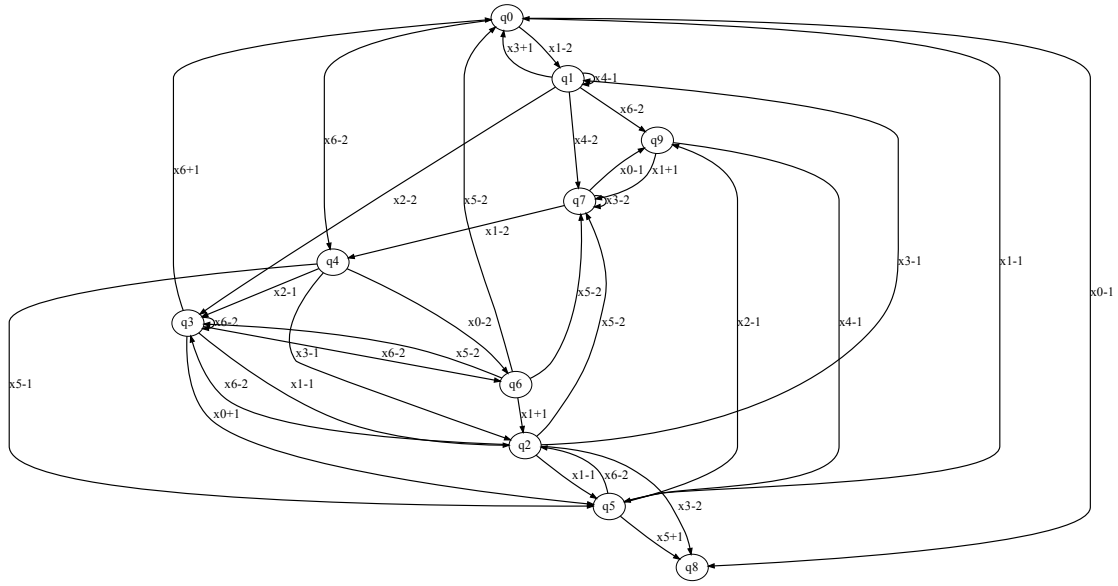 q0
x3+1
x1-2
q1
x4-1
x6-2
x6-2
x4-2
q9
x6+1
x0-1
x1+1
x2-2
x5-2
q7
x3-2
x1-2
q4
x3-1
x1-1
x0-1
x2-1
x5-2
q3
x6-2
x0-2
x5-2
x2-1
x4-1
x3-1
x6-2
x5-2
x5-1
x6-2
x1-1
q6
x0+1
x1+1
q2
x1-1
x6-2
q5
x3-2
x5+1
q8